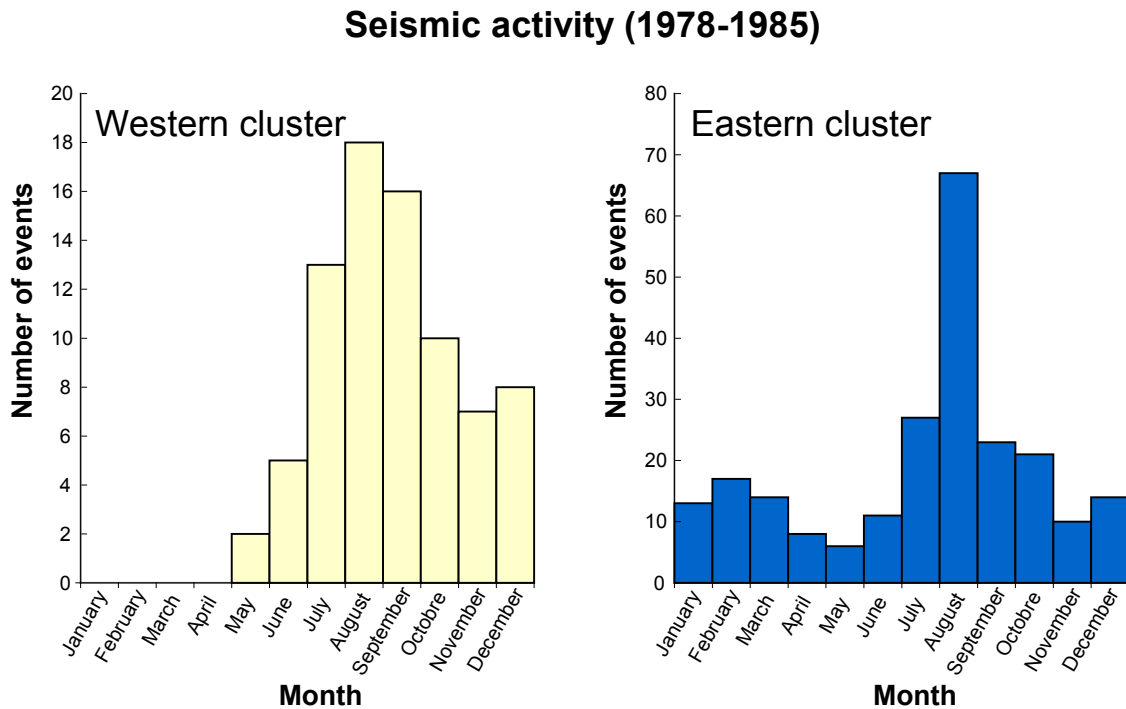 Seismic activity (1978-1985)
Western cluster
Number of events
20
18
16
14
12
10
8
6
4
2
0
January
February
March
April
May
June
July
August
September
Octobre
November
December
Month
Eastern cluster
Number of events
80
70
60
50
40
30
20
10
0
January
February
March
April
May
June
July
August
September
Octobre
November
December
Month